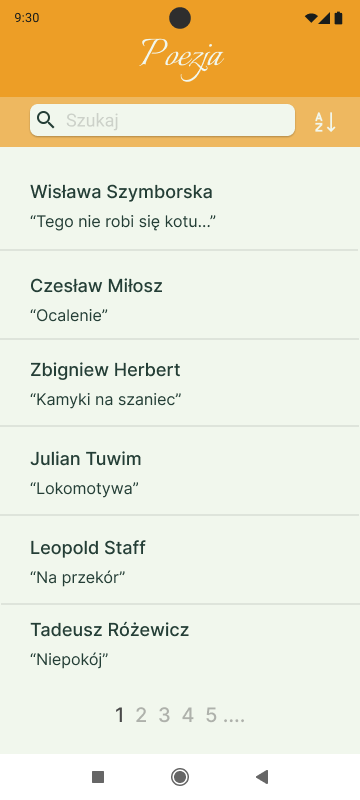 9:30
Poezja
Szukaj
A
Z
Wisława Szymborska
“Tego nie robi się kotu...”
Czesław Miłosz
“Ocalenie”
Zbigniew Herbert
“Kamyki na szaniec”
Julian Tuwim
“Lokomotywa”
Leopold Staff
“Na przekór”
Tadeusz Różewicz
“Niepokój”
1 2 3 4 5 ....